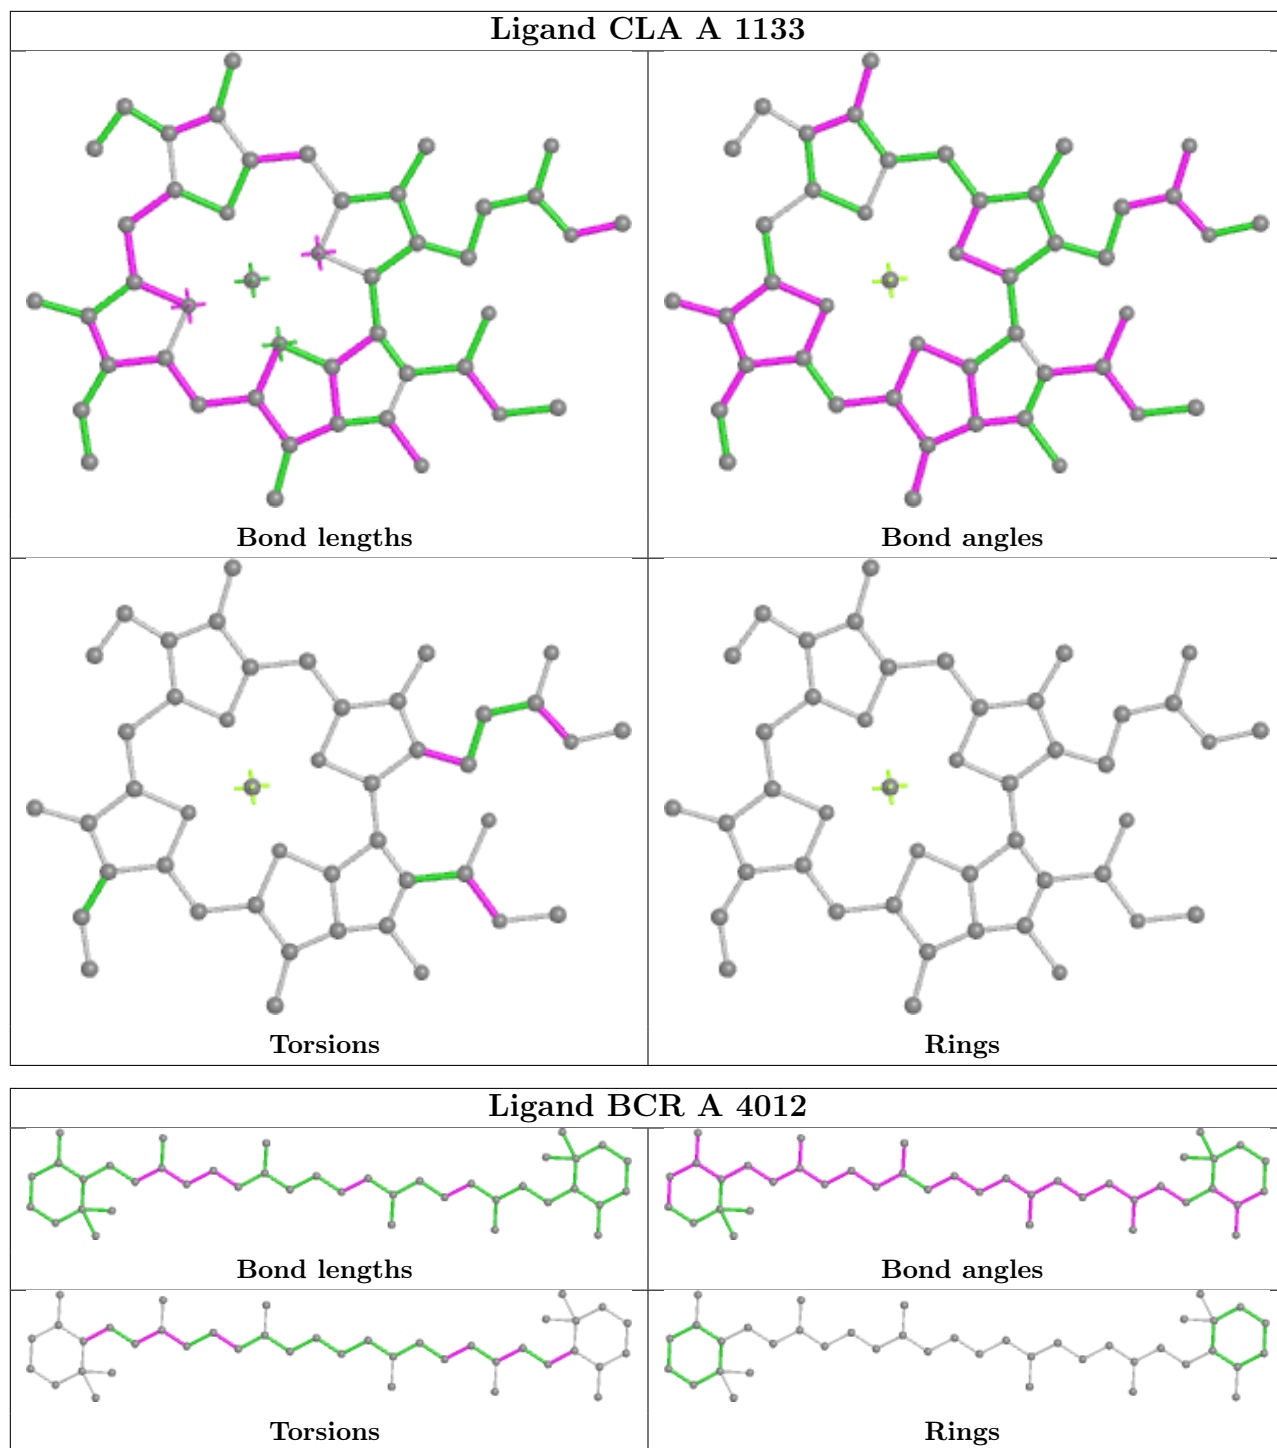 Ligand CLA A 1133
Bond lengths
Bond angles
Torsions
Rings
Ligand BCR A 4012
Bond lengths
Bond angles
Torsions
Rings